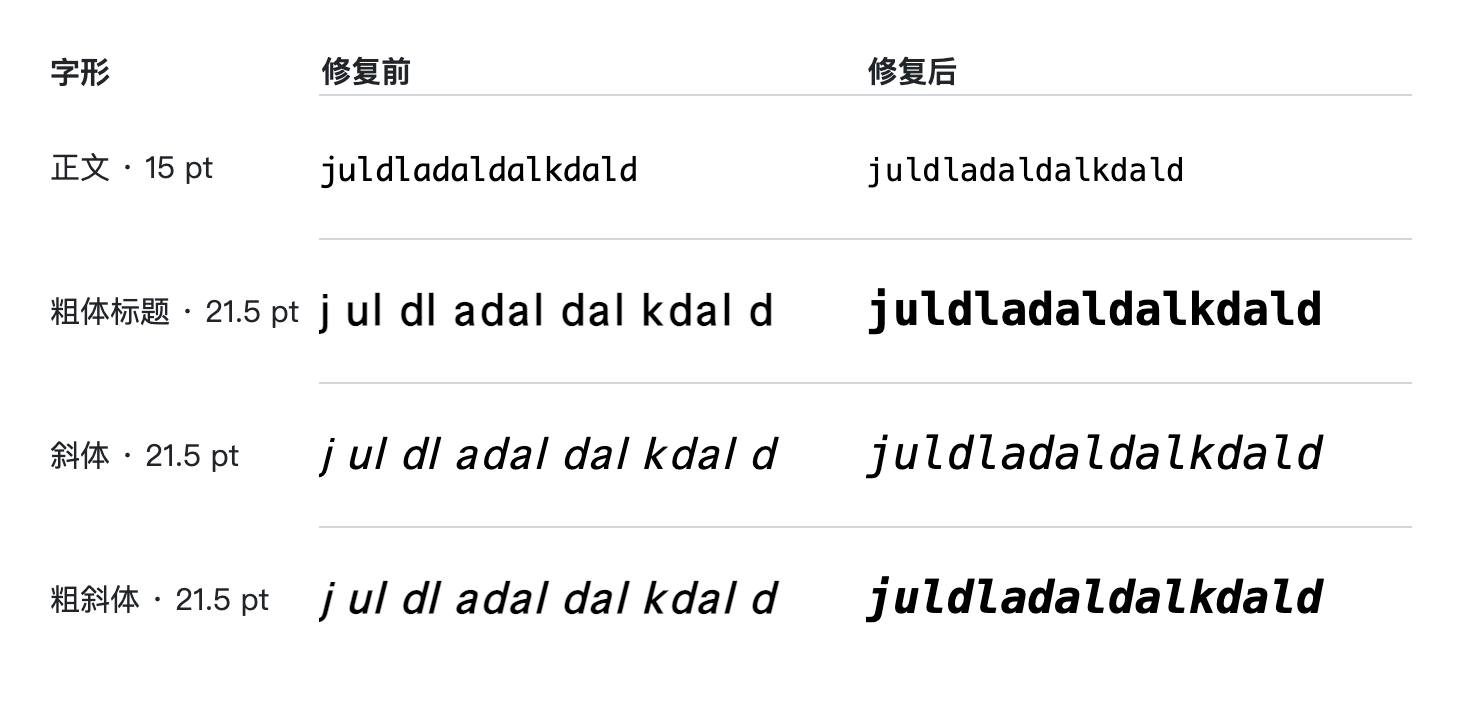 字形 修复前 修复后
正文 · 15 pt juldladaldalkdald juldladaldalkdald
粗体标题 · 21.5 pt j ul dl adal dal kdal d juldladaldalkdald
斜体 · 21.5 pt j ul dl adal dal kdal d juldladaldalkdald
粗斜体 · 21.5 pt j ul dl adal dal kdal d juldladaldalkdald